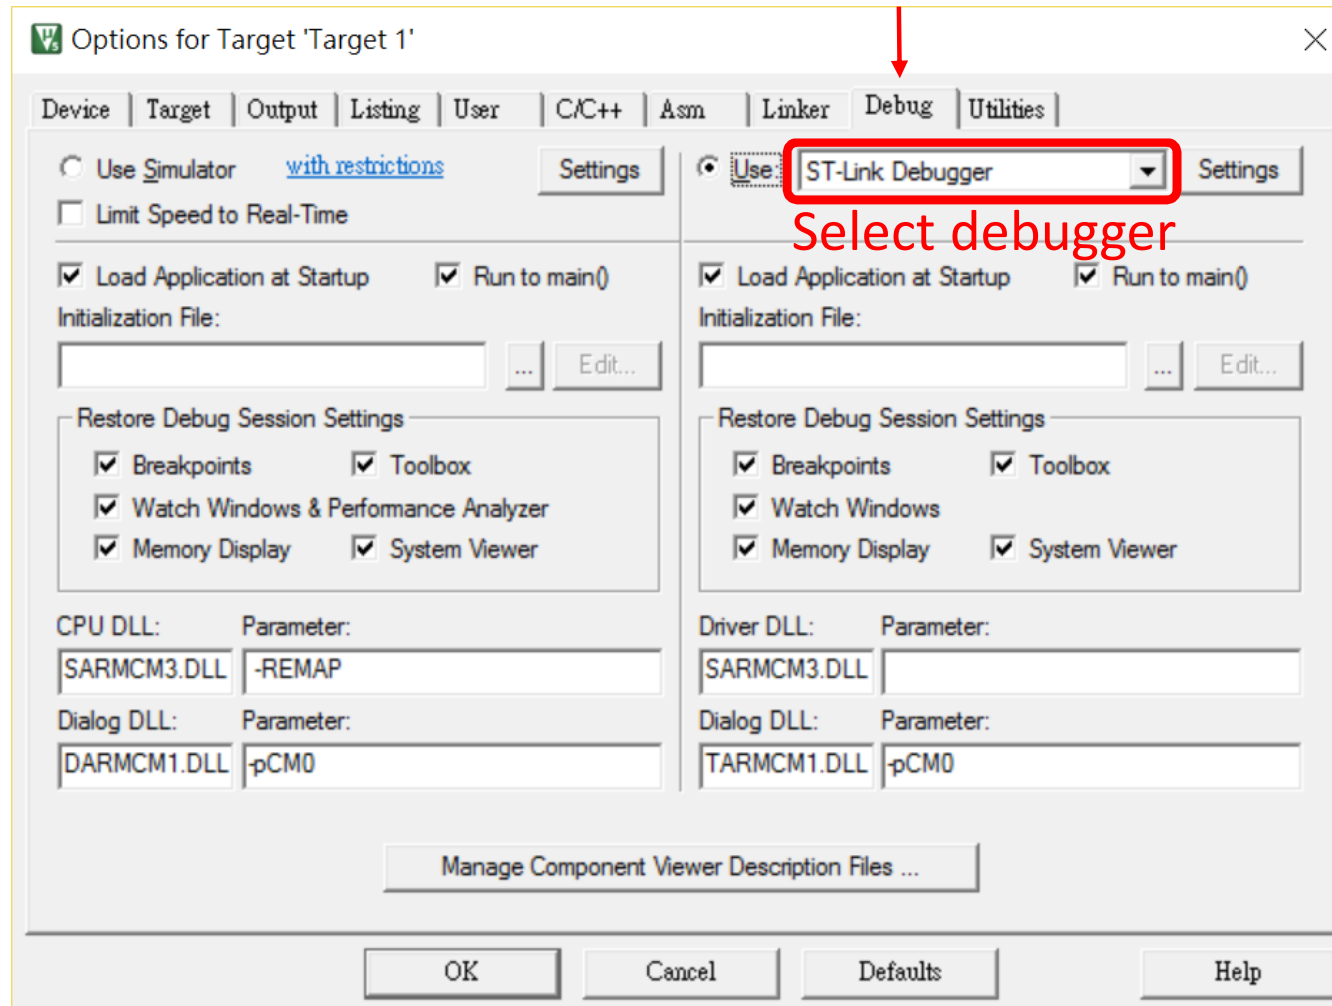 Options for Target 'Target 1'
Device Target Output Listing User C/C++ Asm Linker Debug Utilities
Use Simulator with restrictions Settings Use: ST-Link Debugger Settings
Limit Speed to Real-Time
Select debugger
Load Application at Startup Run to main() Load Application at Startup Run to main()
Initialization File: Initialization File:
... Edit... ... Edit...
Restore Debug Session Settings Restore Debug Session Settings
Breakpoints Toolbox Breakpoints Toolbox
Watch Windows & Performance Analyzer Watch Windows
Memory Display System Viewer Memory Display System Viewer
CPU DLL: Parameter: Driver DLL: Parameter:
SARMCM3.DLL -REMAP SARMCM3.DLL
Dialog DLL: Parameter: Dialog DLL: Parameter:
DARMCM1.DLL -pCM0 TARMCM1.DLL -pCM0
Manage Component Viewer Description Files ...
OK Cancel Defaults Help